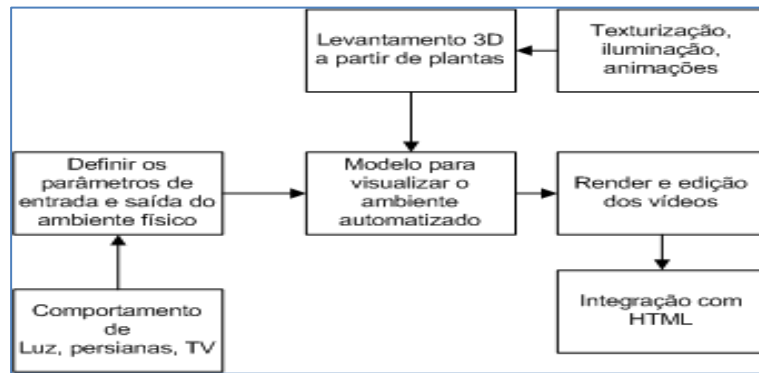 Levantamento 3D
a partir de plantas
Texturização,
iluminação,
animações
Definir os
parâmetros de
entrada e saída do
ambiente físico
Modelo para
visualizar o
ambiente
automatizado
Render e edição
dos vídeos
Comportamento
de
Luz, persianas, TV
Integração com
HTML